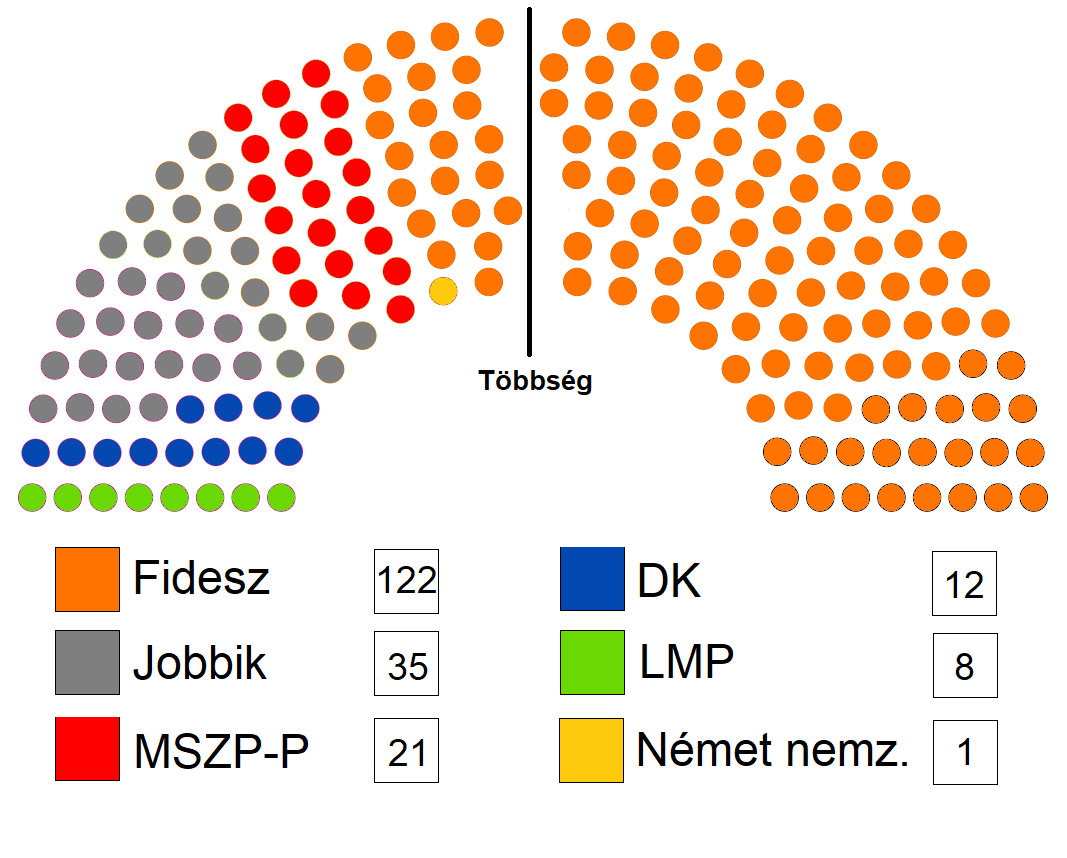 Többség
Fidesz 122
DK 12
Jobbik 35
LMP 8
MSZP-P 21
Német nemz. 1